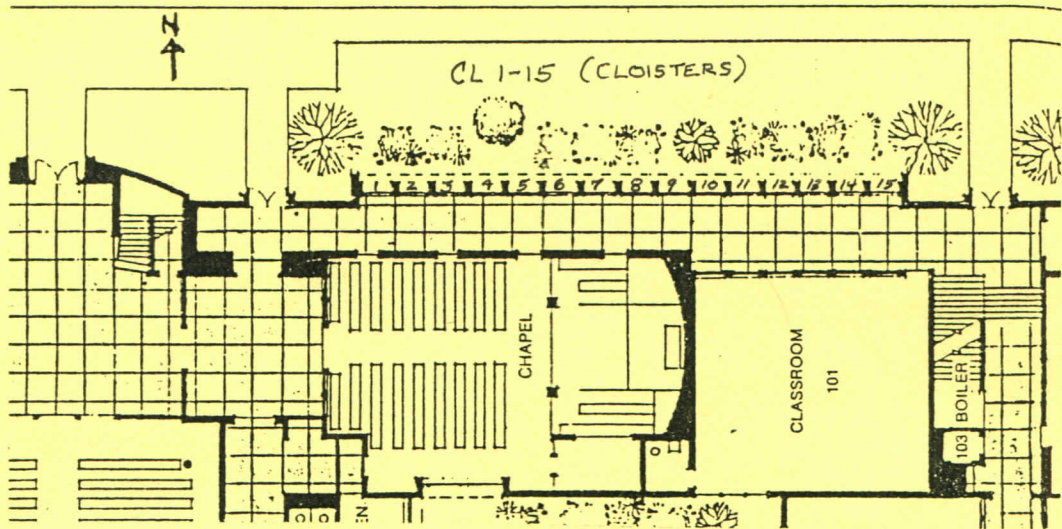 N
CL 1-15 (CLOISTERS)
1 2 3 4 5 6 7 8 9 10 11 12 13 14 15
CHAPEL
CLASSROOM
101
103 BOILER
EN.